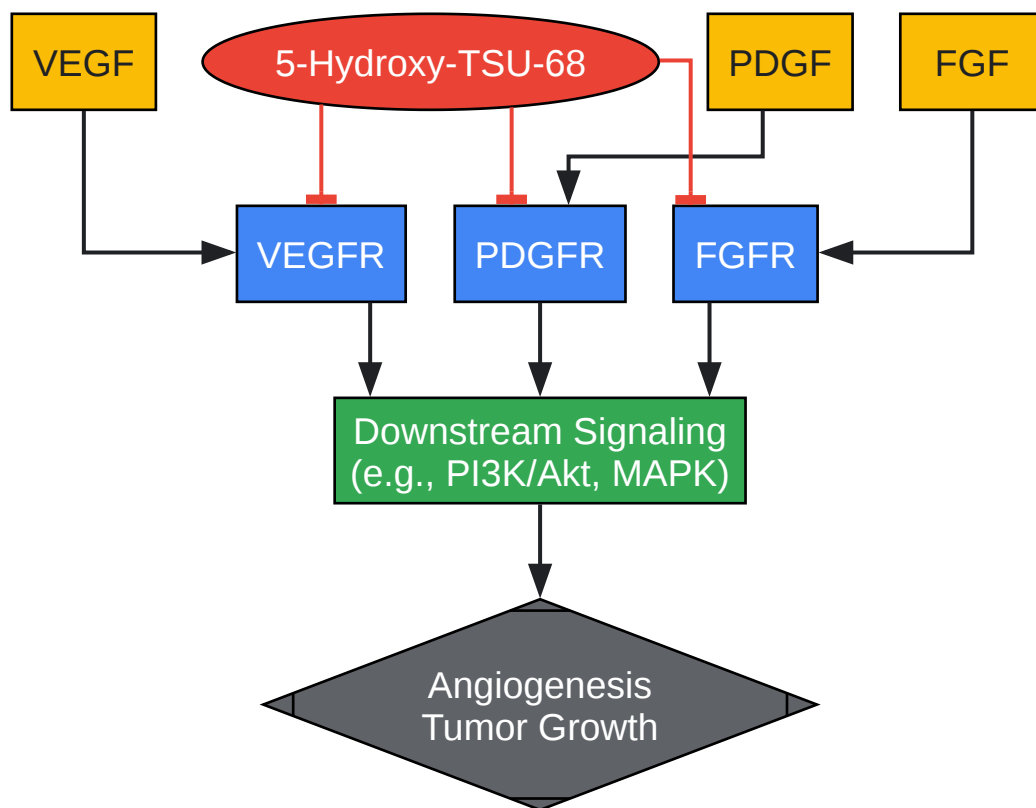 VEGF
5-Hydroxy-TSU-68
PDGF
FGF
VEGFR
PDGFR
FGFR
Downstream Signaling
(e.g., PI3K/Akt, MAPK)
Angiogenesis
Tumor Growth